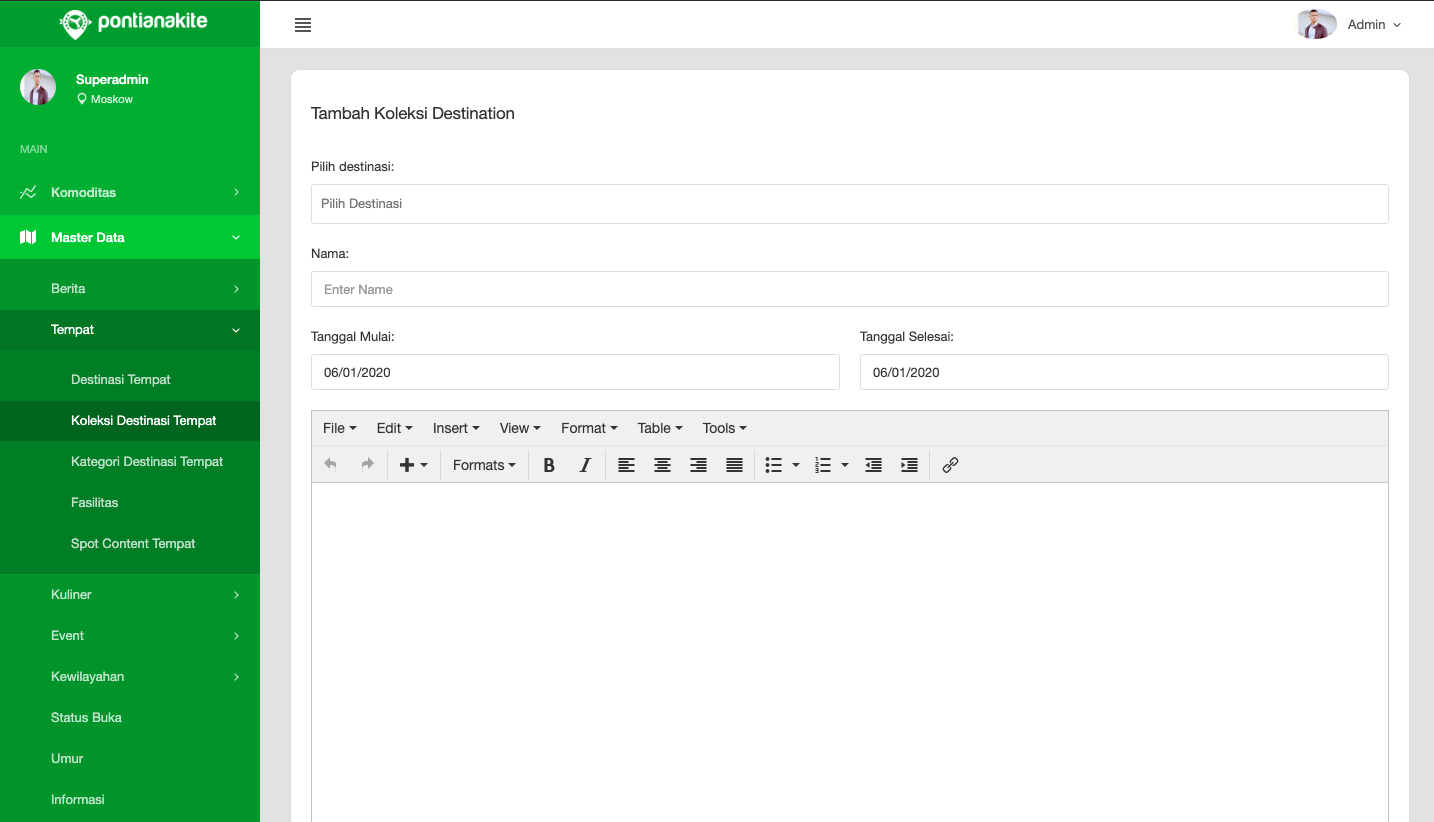 pontianakite
Admin
Superadmin
Moskow
MAIN
Komoditas
Master Data
Berita
Tempat
Destinasi Tempat
Koleksi Destinasi Tempat
Kategori Destinasi Tempat
Fasilitas
Spot Content Tempat
Kuliner
Event
Kewilayahan
Status Buka
Umur
Informasi
Tambah Koleksi Destination
Pilih destinasi:
Pilih Destinasi
Nama:
Enter Name
Tanggal Mulai: Tanggal Selesai:
06/01/2020 06/01/2020
File Edit Insert View Format Table Tools
Formats B I